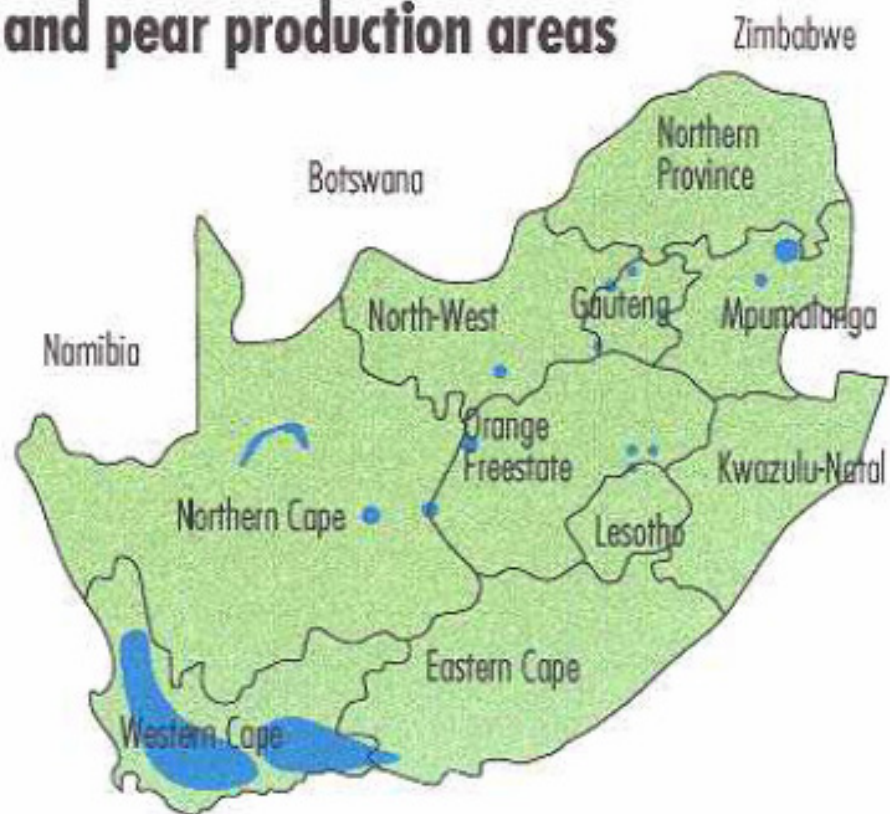 and pear production areas
Zimbabwe
Northern
Province
Botswana
North-West
Gauteng
Mpumalanga
Namibia
Orange
Freestate
Kwazulu-Natal
Northern Cape
Lesotho
Eastern Cape
Western Cape